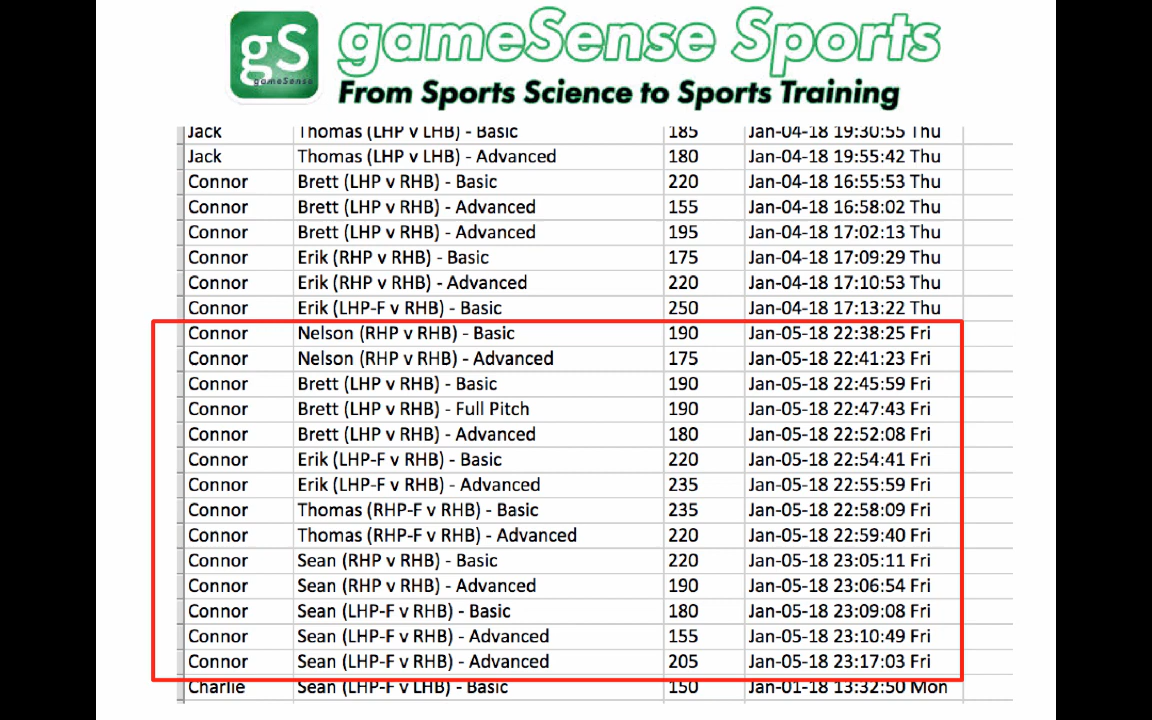 gS
gameSense
gameSense Sports
From Sports Science to Sports Training
Jack Thomas (LHP v LHB) - Basic 185 Jan-04-18 19:30:55 Thu
Jack Thomas (LHP v LHB) - Advanced 180 Jan-04-18 19:55:42 Thu
Connor Brett (LHP v RHB) - Basic 220 Jan-04-18 16:55:53 Thu
Connor Brett (LHP v RHB) - Advanced 155 Jan-04-18 16:58:02 Thu
Connor Brett (LHP v RHB) - Advanced 195 Jan-04-18 17:02:13 Thu
Connor Erik (RHP v RHB) - Basic 175 Jan-04-18 17:09:29 Thu
Connor Erik (RHP v RHB) - Advanced 220 Jan-04-18 17:10:53 Thu
Connor Erik (LHP-F v RHB) - Basic 250 Jan-04-18 17:13:22 Thu
Connor Nelson (RHP v RHB) - Basic 190 Jan-05-18 22:38:25 Fri
Connor Nelson (RHP v RHB) - Advanced 175 Jan-05-18 22:41:23 Fri
Connor Brett (LHP v RHB) - Basic 190 Jan-05-18 22:45:59 Fri
Connor Brett (LHP v RHB) - Full Pitch 190 Jan-05-18 22:47:43 Fri
Connor Brett (LHP v RHB) - Advanced 180 Jan-05-18 22:52:08 Fri
Connor Erik (LHP-F v RHB) - Basic 220 Jan-05-18 22:54:41 Fri
Connor Erik (LHP-F v RHB) - Advanced 235 Jan-05-18 22:55:59 Fri
Connor Thomas (RHP-F v RHB) - Basic 235 Jan-05-18 22:58:09 Fri
Connor Thomas (RHP-F v RHB) - Advanced 220 Jan-05-18 22:59:40 Fri
Connor Sean (RHP v RHB) - Basic 220 Jan-05-18 23:05:11 Fri
Connor Sean (RHP v RHB) - Advanced 190 Jan-05-18 23:06:54 Fri
Connor Sean (LHP-F v RHB) - Basic 180 Jan-05-18 23:09:08 Fri
Connor Sean (LHP-F v RHB) - Advanced 155 Jan-05-18 23:10:49 Fri
Connor Sean (LHP-F v RHB) - Advanced 205 Jan-05-18 23:17:03 Fri
Charlie Sean (LHP-F v LHB) - Basic 150 Jan-01-18 13:32:50 Mon